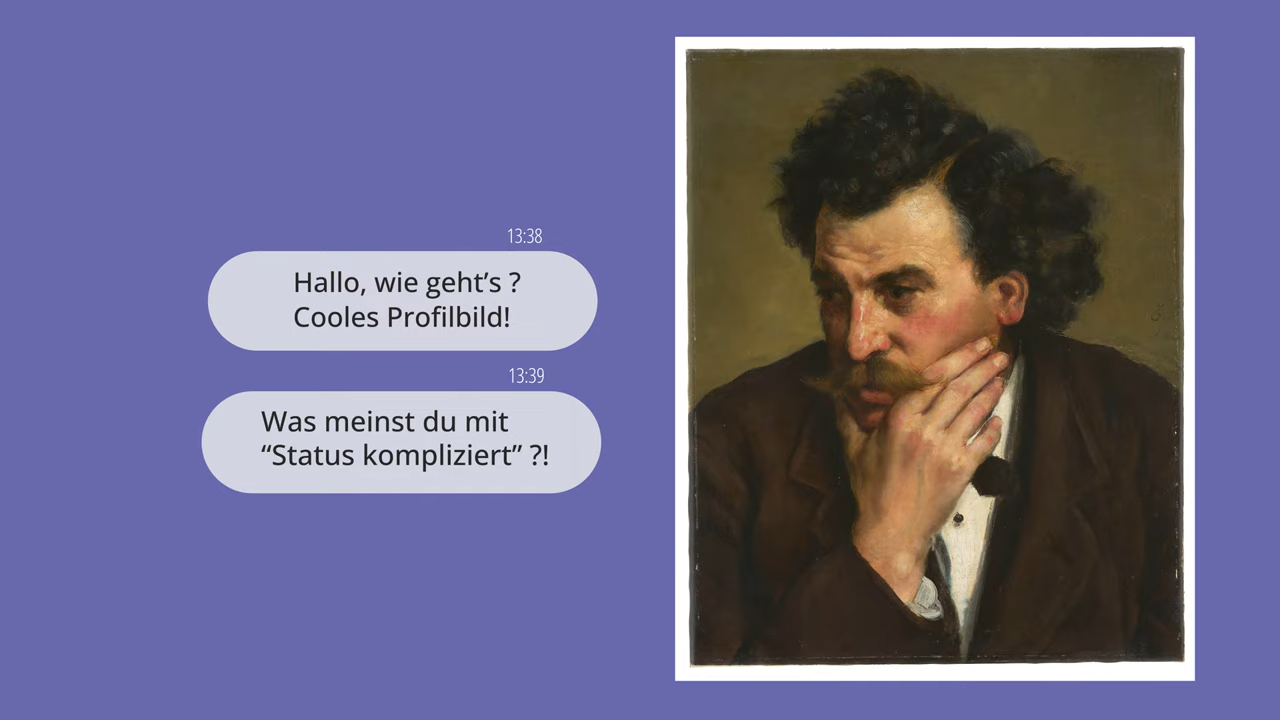 13:38
Hallo, wie geht’s ?
Cooles Profilbild!
13:39
Was meinst du mit
“Status kompliziert” ?!